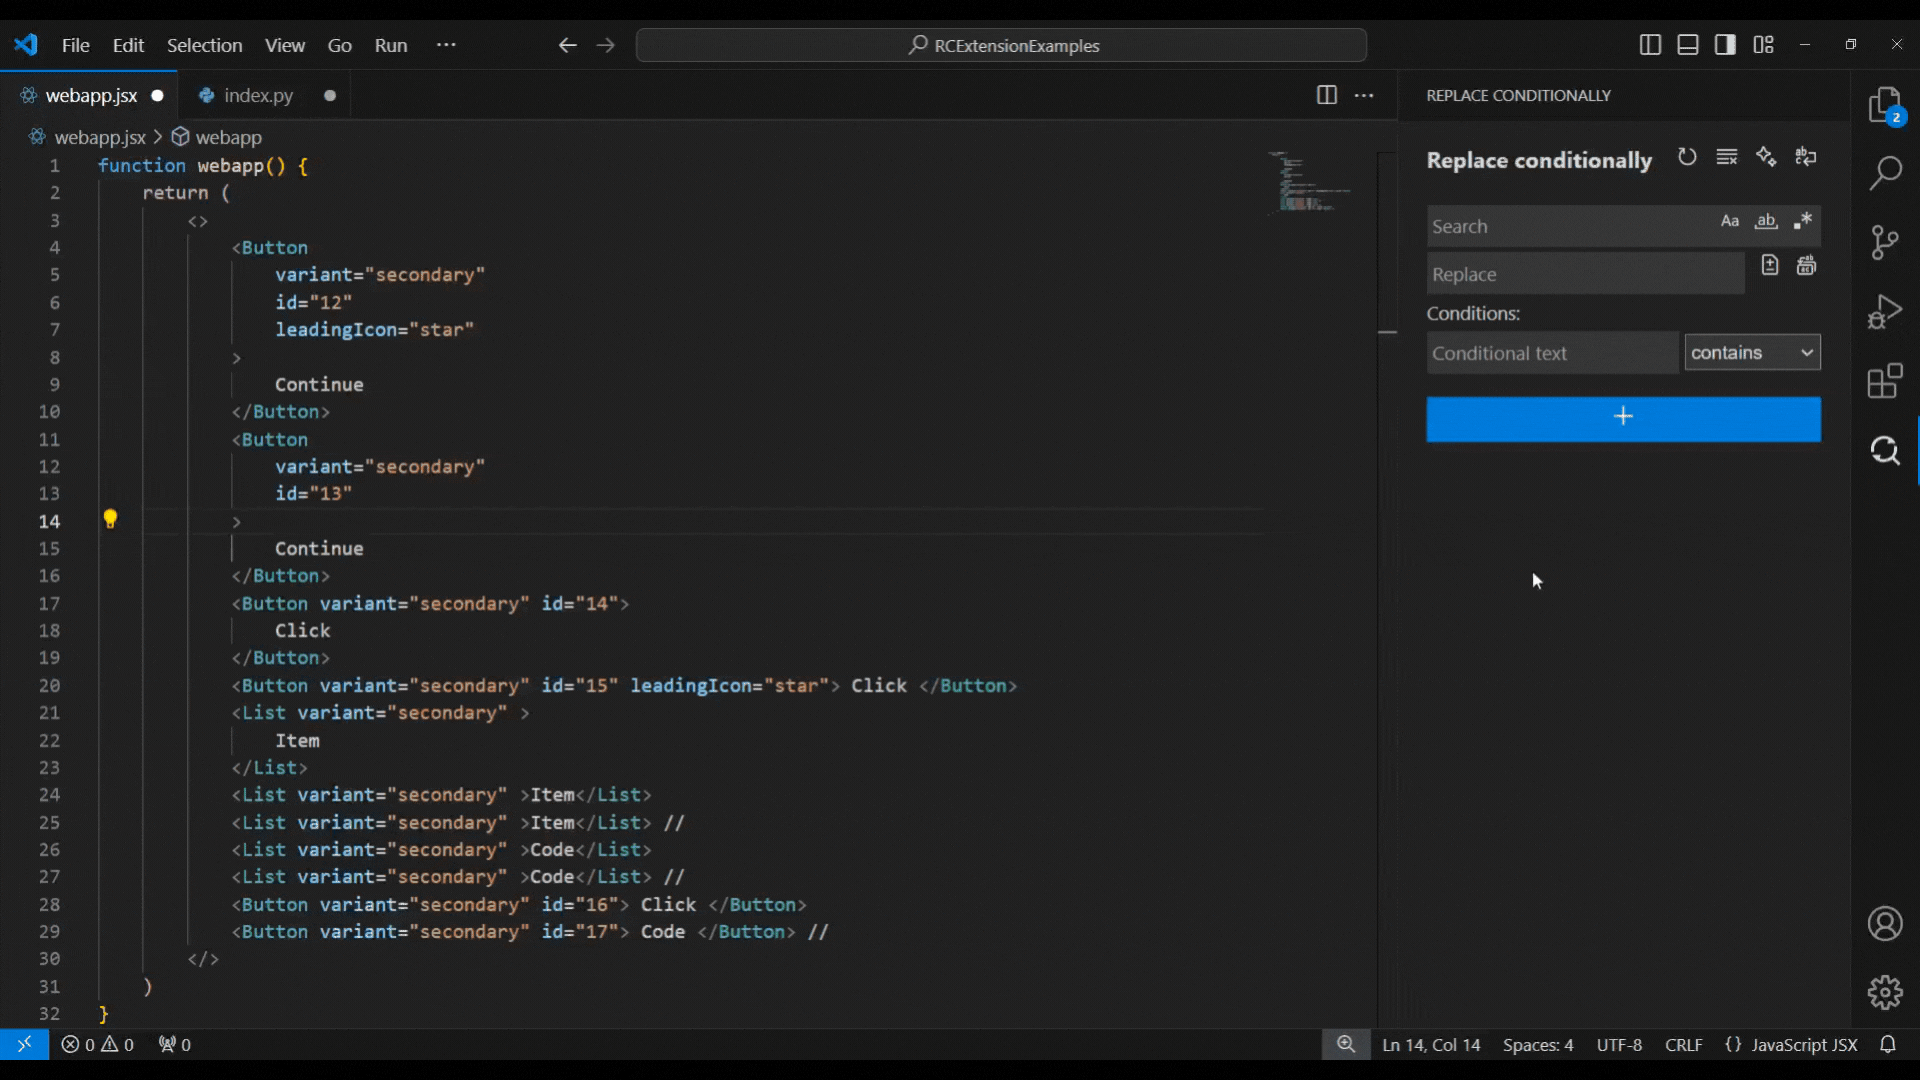 File Edit Selection View Go Run ··· RCExtensionExamples
webapp.jsx index.py
REPLACE CONDITIONALLY
webapp.jsx > webapp
1 function webapp() {
2 return (
3 <>
4 <Button
5 variant="secondary"
6 id="12"
7 leadingIcon="star"
8 >
9 Continue
10 </Button>
11 <Button
12 variant="secondary"
13 id="13"
14 >
15 Continue
16 </Button>
17 <Button variant="secondary" id="14">
18 Click
19 </Button>
20 <Button variant="secondary" id="15" leadingIcon="star"> Click </Button>
21 <List variant="secondary" >
22 Item
23 </List>
24 <List variant="secondary" >Item</List>
25 <List variant="secondary" >Item</List> //
26 <List variant="secondary" >Code</List>
27 <List variant="secondary" >Code</List> //
28 <Button variant="secondary" id="16"> Click </Button>
29 <Button variant="secondary" id="17"> Code </Button> //
30 </>
31 )
32 }
Replace conditionally
Search Aa ab
Replace
Conditions:
Conditional text contains
+
2
0 0 0 Ln 14, Col 14 Spaces: 4 UTF-8 CRLF {} JavaScript JSX